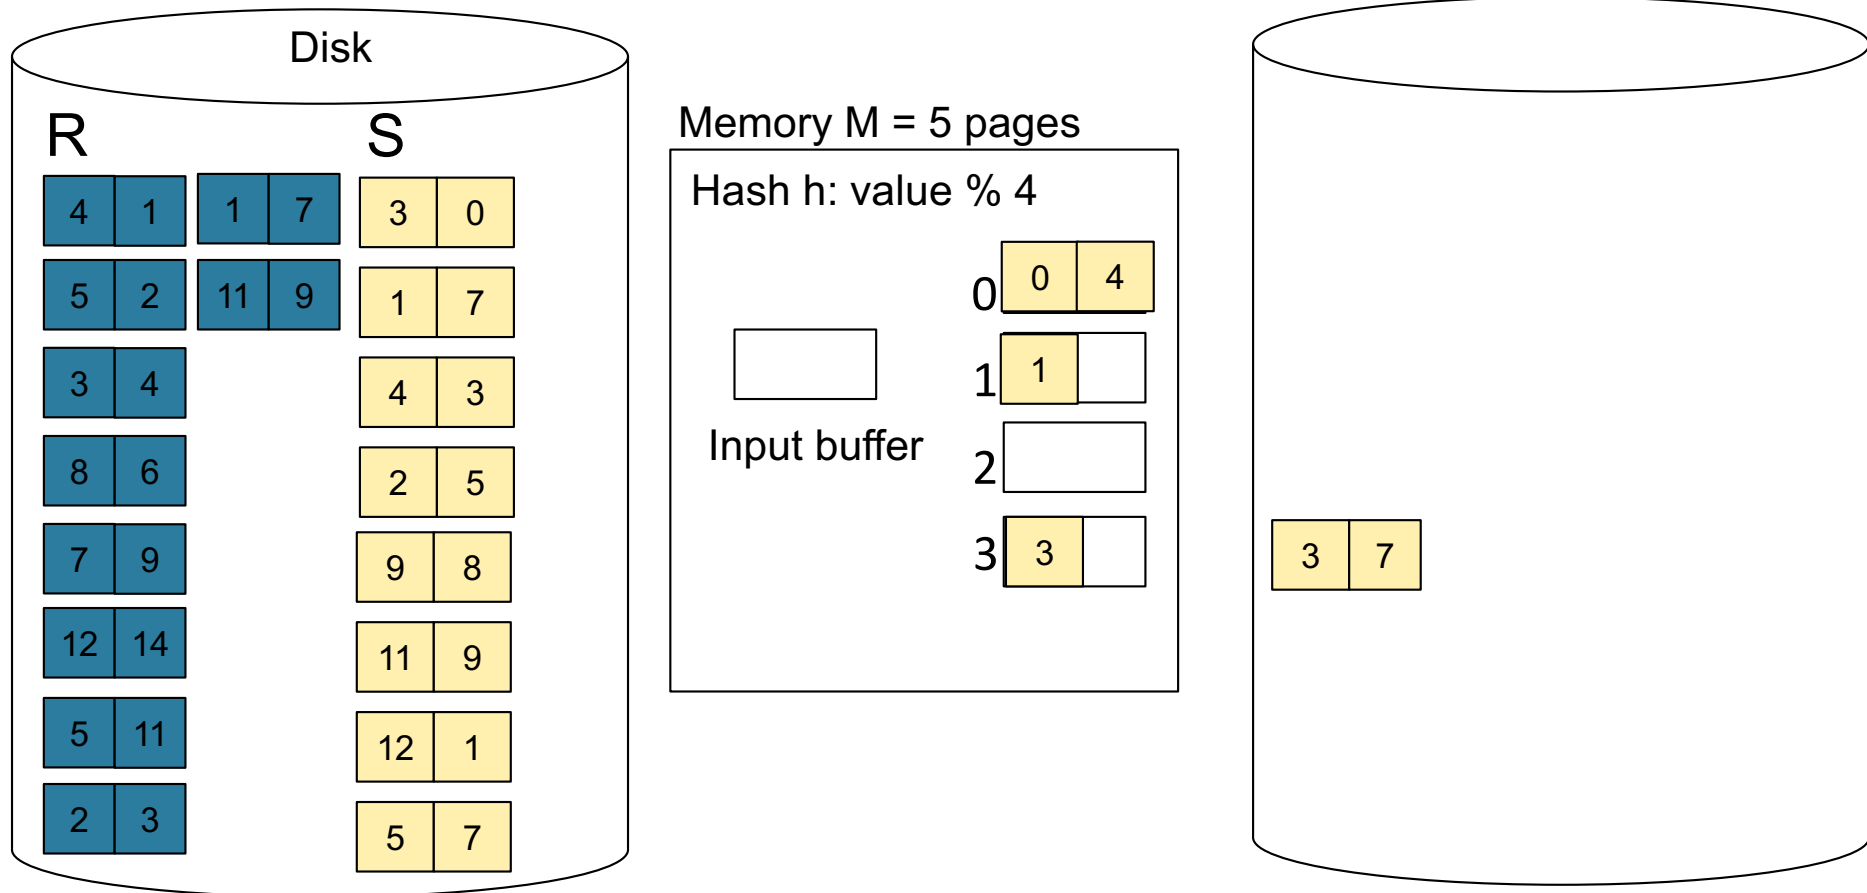 Disk
R S
4 1 1 7 3 0
5 2 11 9 1 7
3 4 4 3
8 6 2 5
7 9 9 8
12 14 11 9
5 11 12 1
2 3 5 7
Memory M = 5 pages
Hash h: value % 4
0 0 4
1 1
2
3 3
Input buffer
3 7